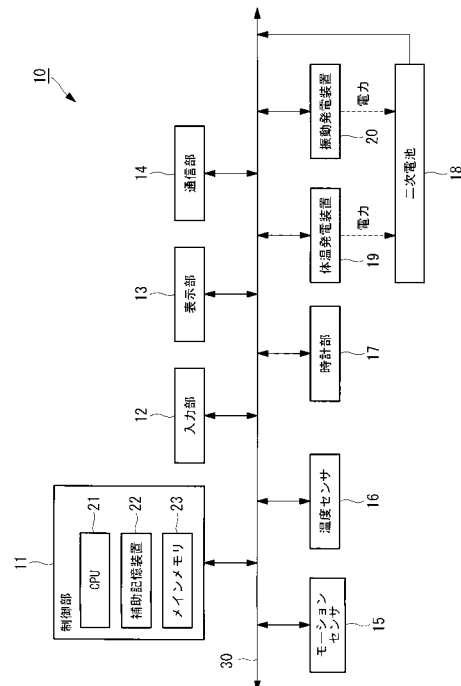 10
11
制御部
CPU
21
補助記憶装置
22
メインメモリ
23
入力部
12
表示部
13
通信部
14
30
モーション
センサ
15
温度センサ
16
時計部
17
体温発電装置
19
電力
振動発電装置
20
電力
二次電池
18